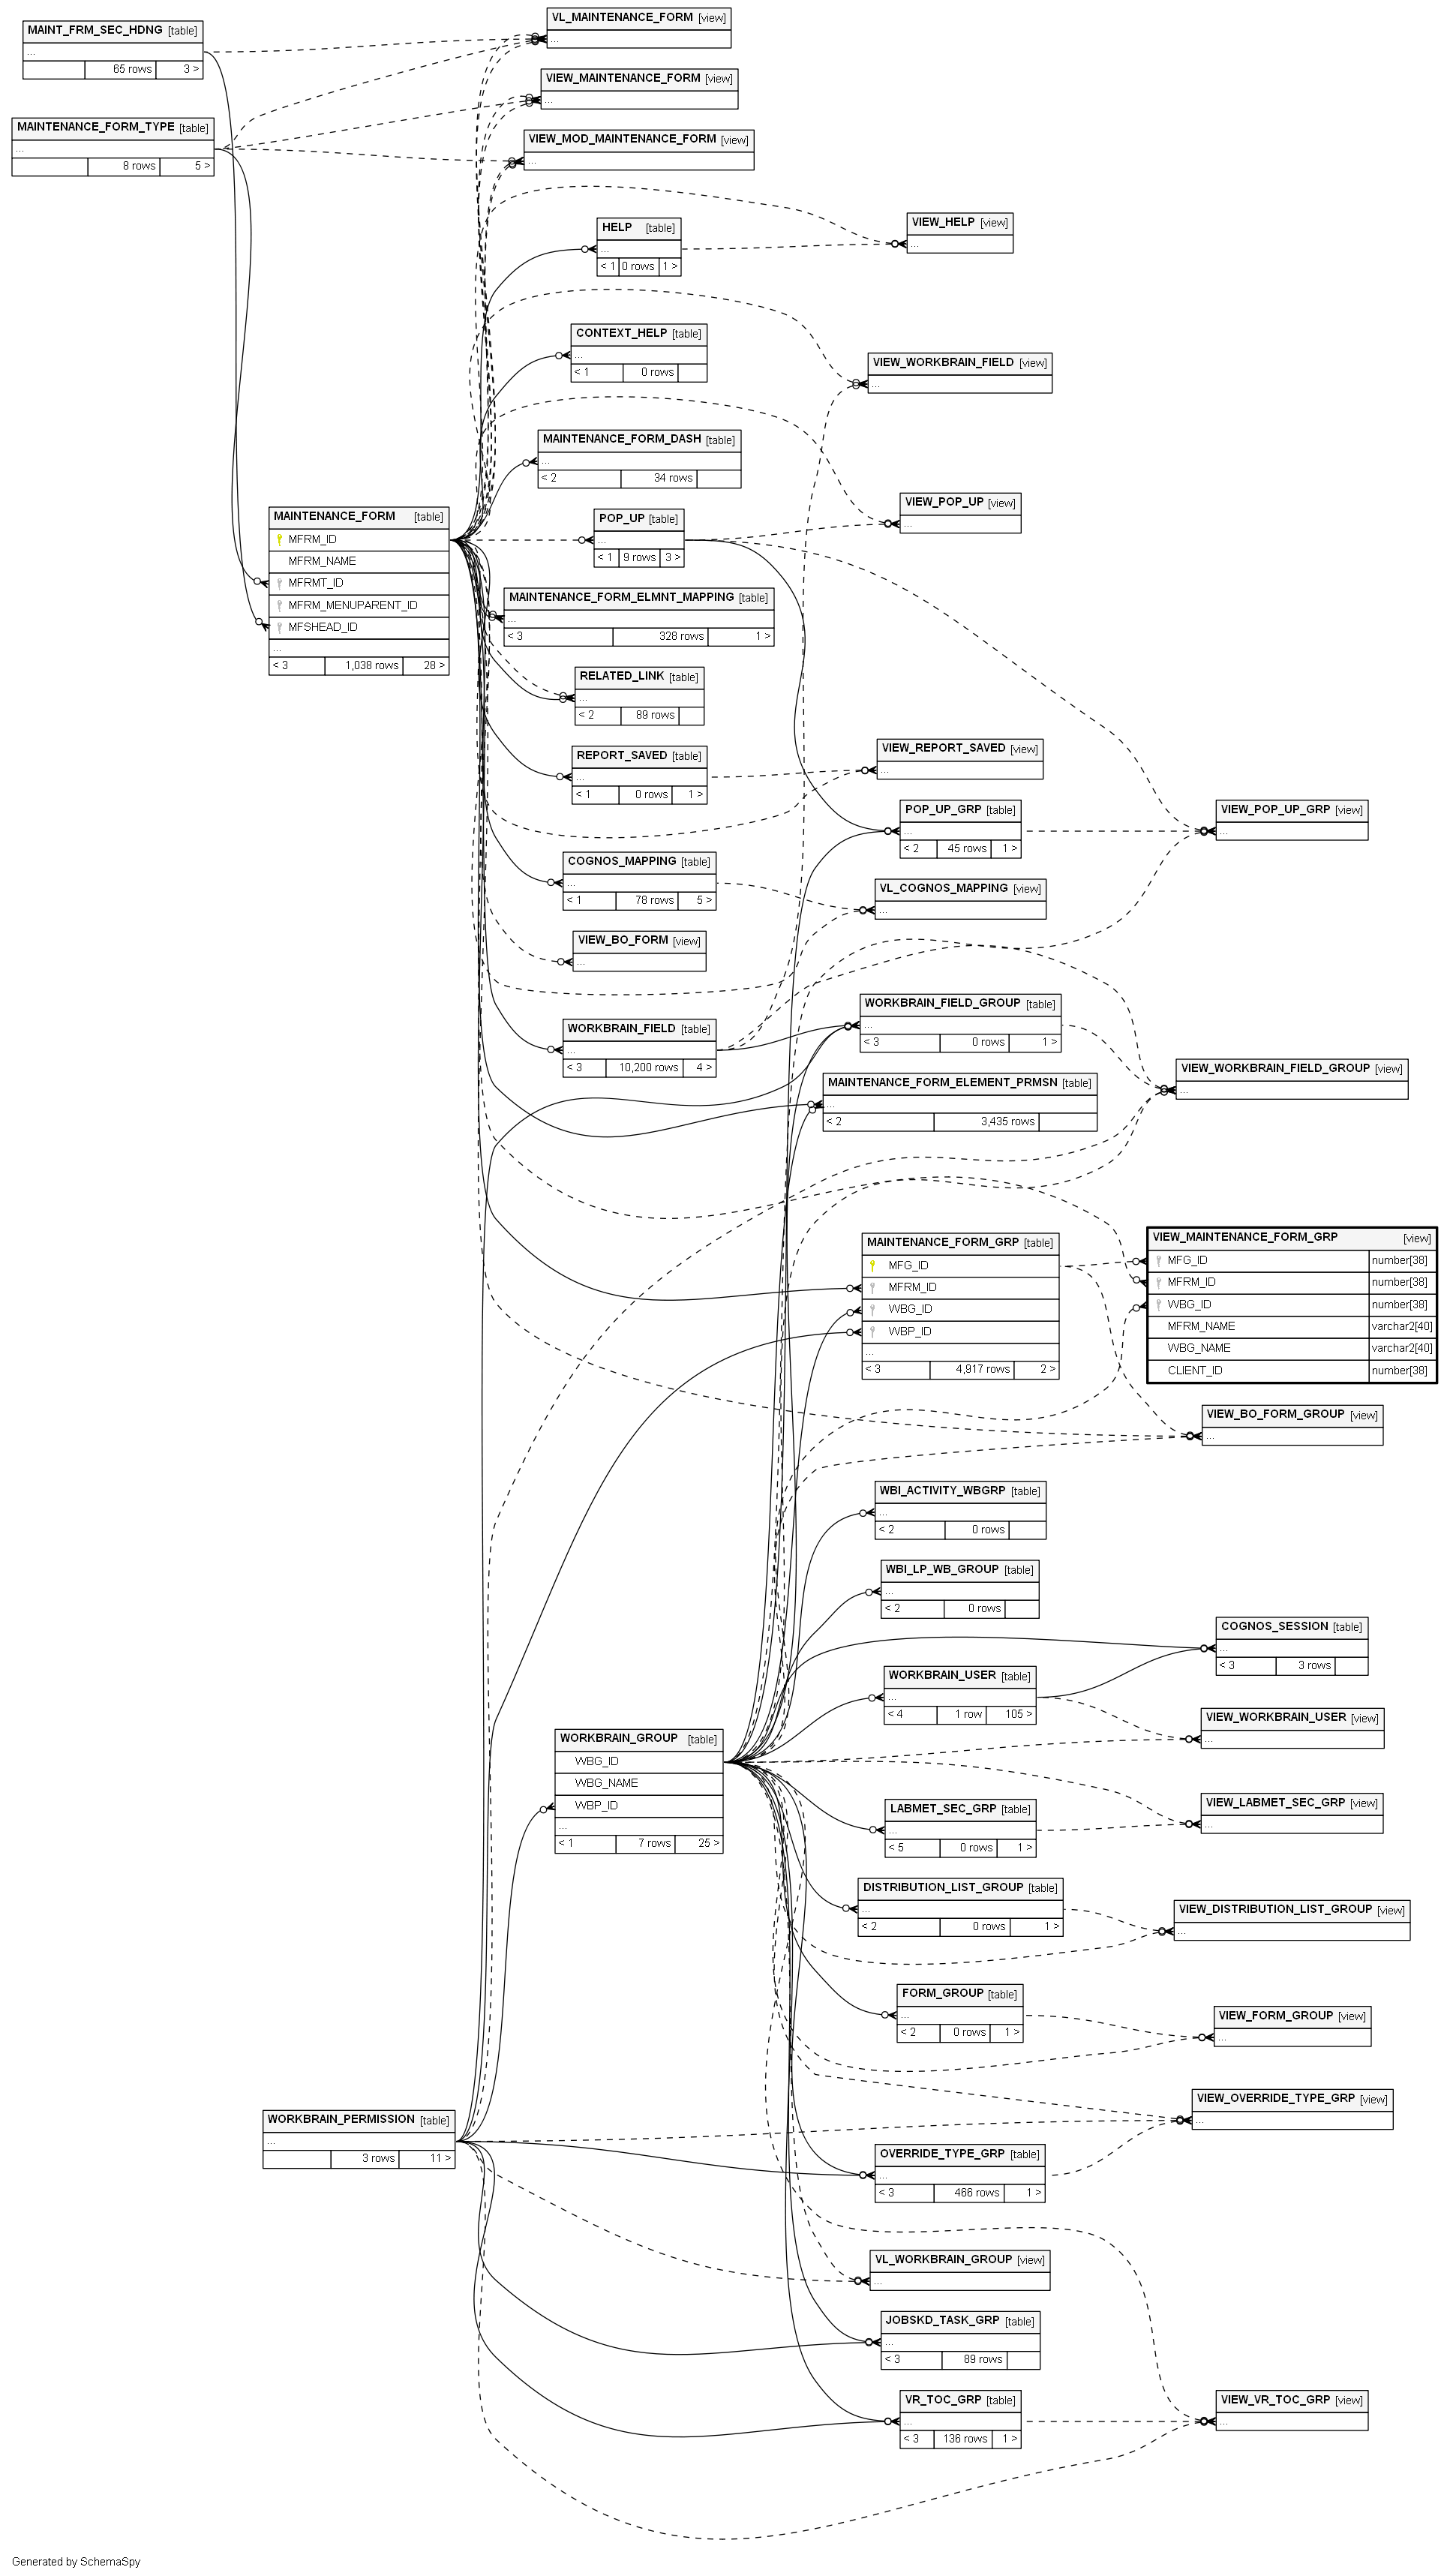 MAINT_FRM_SEC_HDNG [table]
...
65 rows 3 >
VL_MAINTENANCE_FORM [view]
...
VIEW_MAINTENANCE_FORM [view]
...
MAINTENANCE_FORM_TYPE [table]
...
8 rows 5 >
VIEW_MOD_MAINTENANCE_FORM [view]
...
HELP [table]
...
< 1 0 rows 1 >
VIEW_HELP [view]
...
CONTEXT_HELP [table]
...
< 1 0 rows
VIEW_WORKBRAIN_FIELD [view]
...
MAINTENANCE_FORM_DASH [table]
...
< 2 34 rows
VIEW_POP_UP [view]
...
MAINTENANCE_FORM [table]
MFRM_ID
MFRM_NAME
MFRMT_ID
MFRM_MENUPARENT_ID
MFSHEAD_ID
...
< 3 1,038 rows 28 >
POP_UP [table]
...
< 1 9 rows 3 >
MAINTENANCE_FORM_ELMNT_MAPPING [table]
...
< 3 328 rows 1 >
RELATED_LINK [table]
...
< 2 89 rows
REPORT_SAVED [table]
...
< 1 0 rows 1 >
VIEW_REPORT_SAVED [view]
...
POP_UP_GRP [table]
...
< 2 45 rows 1 >
VIEW_POP_UP_GRP [view]
...
COGNOS_MAPPING [table]
...
< 1 78 rows 5 >
VL_COGNOS_MAPPING [view]
...
VIEW_BO_FORM [view]
...
WORKBRAIN_FIELD_GROUP [table]
...
< 3 0 rows 1 >
WORKBRAIN_FIELD [table]
...
< 3 10,200 rows 4 >
VIEW_WORKBRAIN_FIELD_GROUP [view]
...
MAINTENANCE_FORM_ELEMENT_PRMSN [table]
...
< 2 3,435 rows
MAINTENANCE_FORM_GRP [table]
MFG_ID
MFRM_ID
WBG_ID
WBP_ID
...
< 3 4,917 rows 2 >
VIEW_MAINTENANCE_FORM_GRP [view]
MFG_ID number[38]
MFRM_ID number[38]
WBG_ID number[38]
MFRM_NAME varchar2[40]
WBG_NAME varchar2[40]
CLIENT_ID number[38]
VIEW_BO_FORM_GROUP [view]
...
WBI_ACTIVITY_WBGRP [table]
...
< 2 0 rows
WBI_LP_WB_GROUP [table]
...
< 2 0 rows
COGNOS_SESSION [table]
...
< 3 3 rows
WORKBRAIN_USER [table]
...
< 4 1 row 105 >
VIEW_WORKBRAIN_USER [view]
...
WORKBRAIN_GROUP [table]
WBG_ID
WBG_NAME
WBP_ID
...
< 1 7 rows 25 >
VIEW_LABMET_SEC_GRP [view]
...
LABMET_SEC_GRP [table]
...
< 5 0 rows 1 >
DISTRIBUTION_LIST_GROUP [table]
...
< 2 0 rows 1 >
VIEW_DISTRIBUTION_LIST_GROUP [view]
...
FORM_GROUP [table]
...
< 2 0 rows 1 >
VIEW_FORM_GROUP [view]
...
VIEW_OVERRIDE_TYPE_GRP [view]
...
WORKBRAIN_PERMISSION [table]
...
3 rows 11 >
OVERRIDE_TYPE_GRP [table]
...
< 3 466 rows 1 >
VL_WORKBRAIN_GROUP [view]
...
JOBSKD_TASK_GRP [table]
...
< 3 89 rows
VR_TOC_GRP [table]
...
< 3 136 rows 1 >
VIEW_VR_TOC_GRP [view]
...
Generated by SchemaSpy